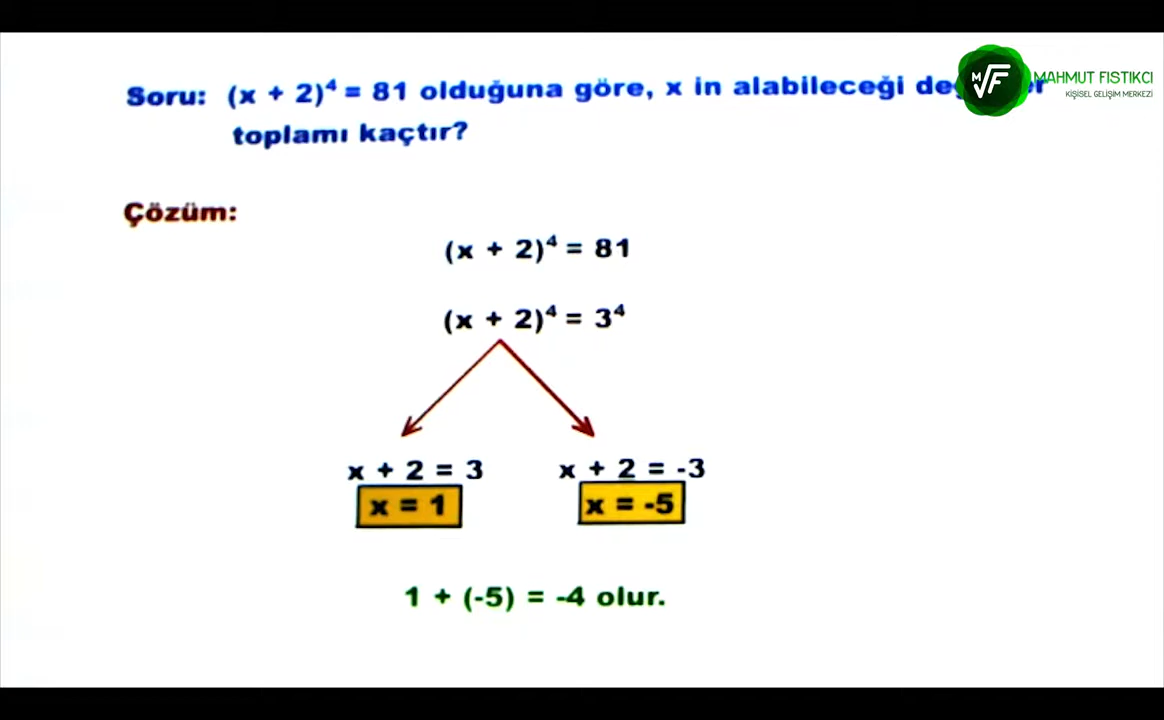 Soru: (x + 2)⁴ = 81 olduğuna göre, x in alabileceği
toplamı kaçtır?
MAHMUT FISTIKCI
KİŞİSEL GELİŞİM MERKEZİ
Çözüm:
(x + 2)⁴ = 81
(x + 2)⁴ = 3⁴
x + 2 = 3 x + 2 = -3
x = 1 x = -5
1 + (-5) = -4 olur.